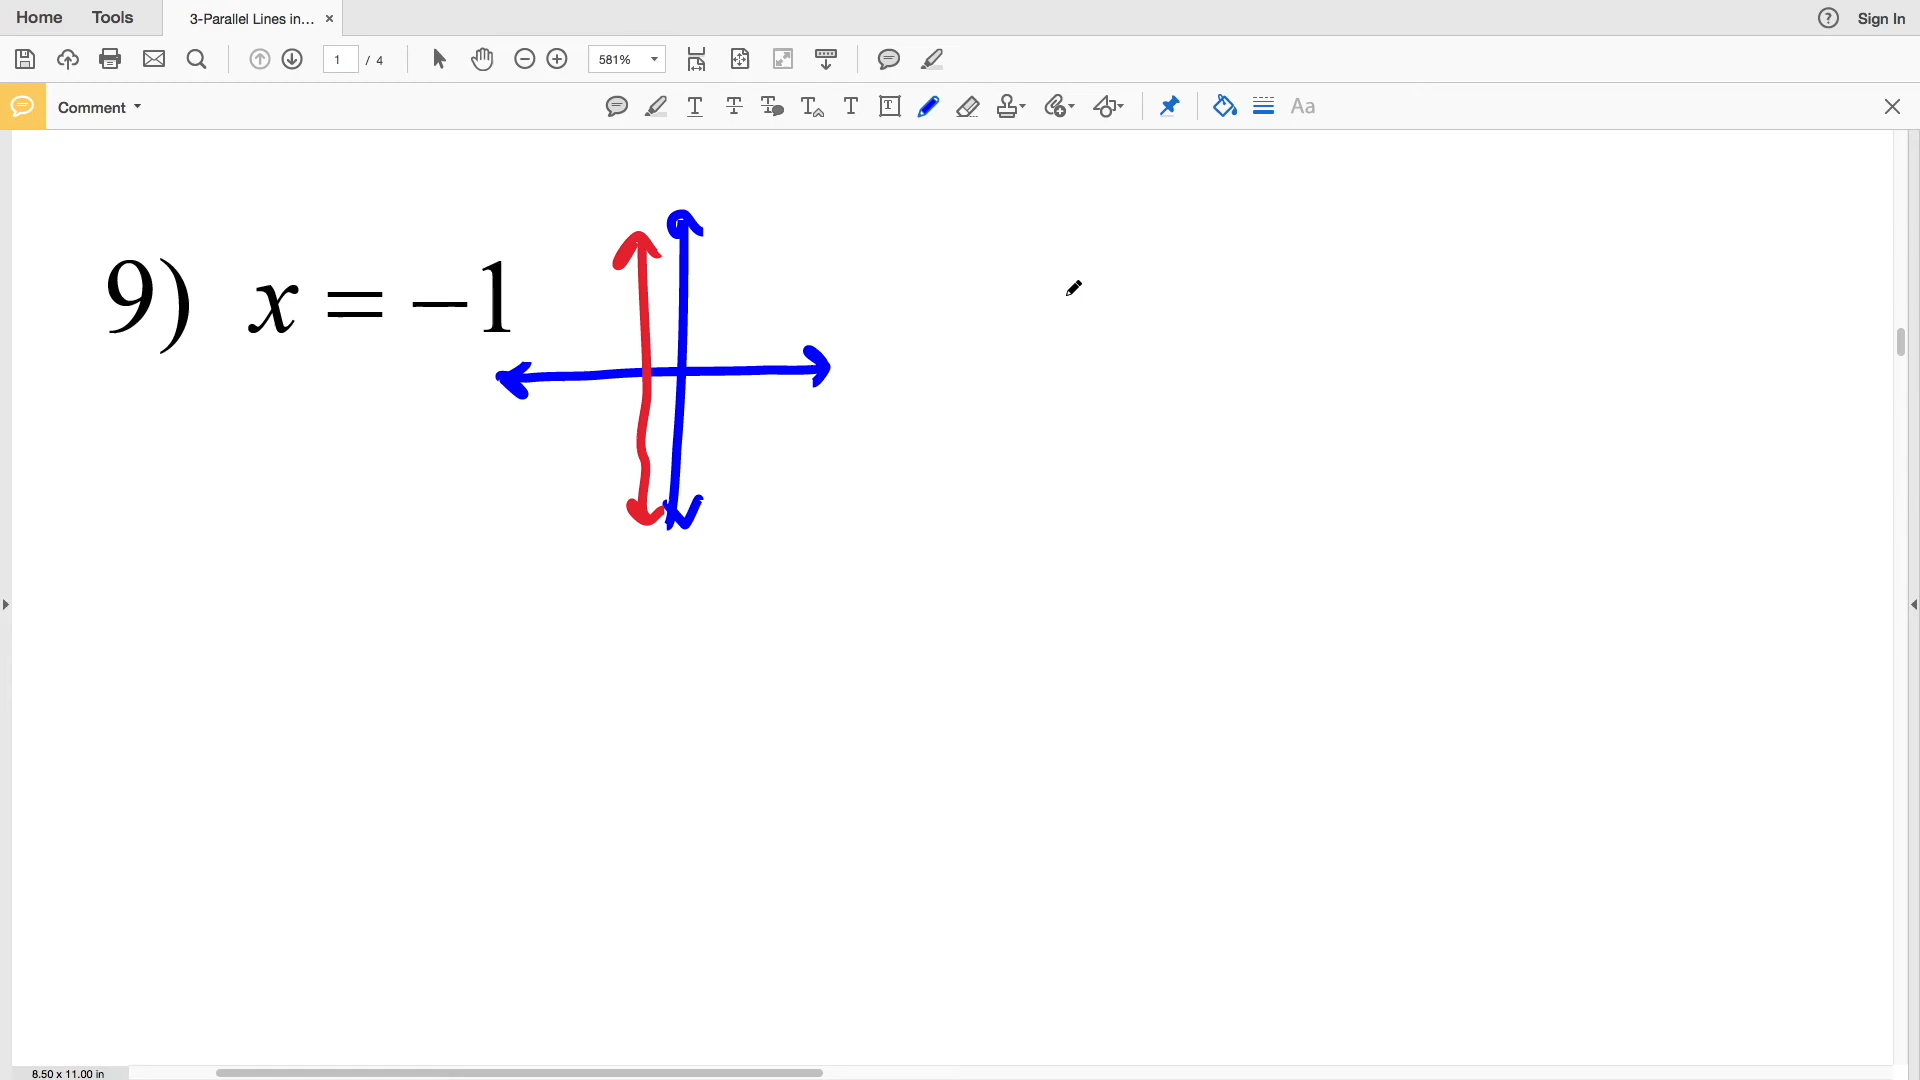 Home Tools 3-Parallel Lines in... × ? Sign In
1 / 4 581%
Comment T T T T T T Aa
9) x = −1
8.50 x 11.00 in